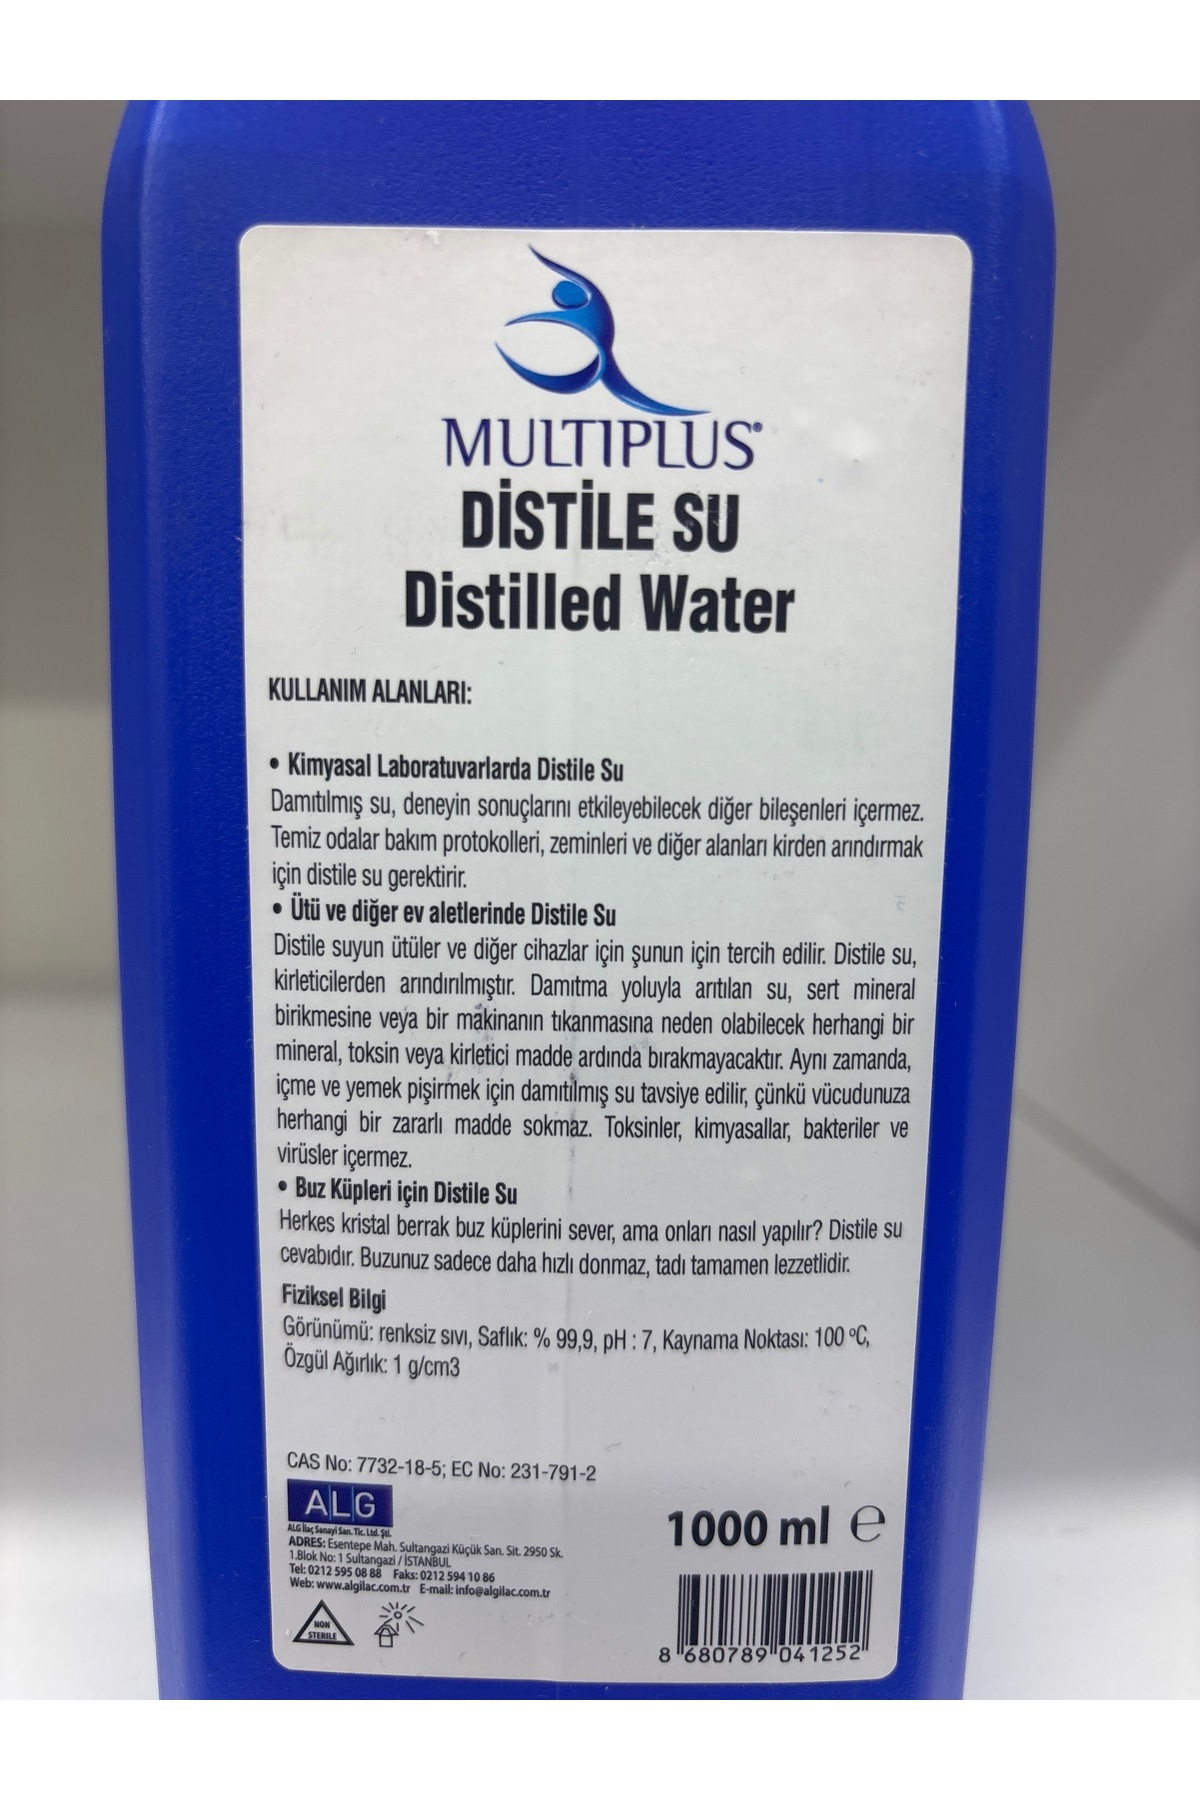 MULTIPLUS®
DİSTİLE SU
Distilled Water
KULLANIM ALANLARI:
• Kimyasal Laboratuvarlarda Distile Su
Damıtılmış su, deneyin sonuçlarını etkileyebilecek diğer bileşenleri içermez.
Temiz odalar bakım protokolleri, zeminleri ve diğer alanları kirden arındırmak
için distile su gerektirir.
• Ütü ve diğer ev aletlerinde Distile Su
Distile suyun ütüler ve diğer cihazlar için şunun için tercih edilir. Distile su,
kirleticilerden arındırılmıştır. Damıtma yoluyla arıtılan su, sert mineral
birikmesine veya bir makinanın tıkanmasına neden olabilecek herhangi bir
mineral, toksin veya kirletici madde ardında bırakmayacaktır. Aynı zamanda,
içme ve yemek pişirmek için damıtılmış su tavsiye edilir, çünkü vücudunuza
herhangi bir zararlı madde sokmaz. Toksinler, kimyasallar, bakteriler ve
virüsler içermez.
• Buz Küpleri için Distile Su
Herkes kristal berrak buz küplerini sever, ama onları nasıl yapılır? Distile su
cevabıdır. Buzunuz sadece daha hızlı donmaz, tadı tamamen lezzetlidir.
Fiziksel Bilgi
Görünümü: renksiz sıvı, Saflık: % 99,9, pH : 7, Kaynama Noktası: 100 ºC,
Özgül Ağırlık: 1 g/cm3
CAS No: 7732-18-5; EC No: 231-791-2
ALG
ALG İlaç Sanayi San. Tic. Ltd. Şti.
ADRES: Esentepe Mah. Sultangazi Küçük San. Sit. 2950 Sk.
1.Blok No: 1 Sultangazi / İSTANBUL
Tel: 0212 595 08 88 Faks: 0212 594 10 86
Web: www.algilac.com.tr E-mail: info@algilac.com.tr
NON
STERILE
1000 ml ℮
8 680789 041252